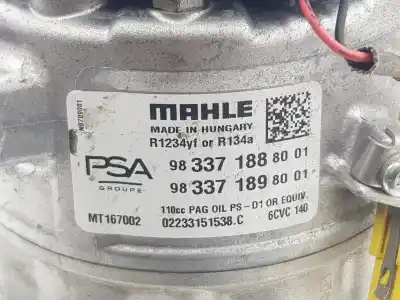 NB709001
MAHLE
MADE IN HUNGARY
R1234yf or R134a
PSA
GROUPE
98 337 188 80 01
98 337 189 80 01
110cc PAG OIL PS-D1 OR EQUIV.
MT167002
02233151538.C
6CVC 140